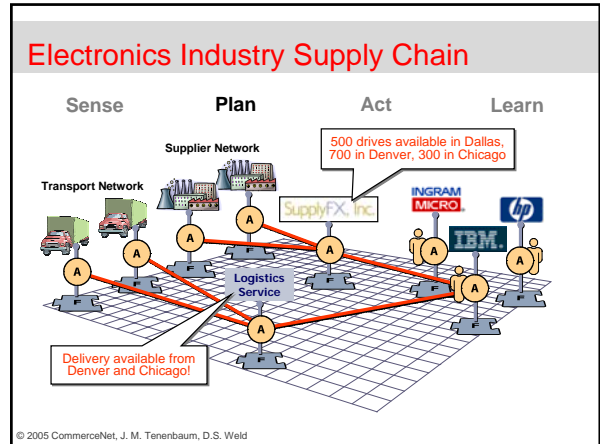 Electronics Industry Supply Chain
Sense Plan Act Learn
Supplier Network
500 drives available in Dallas,
700 in Denver, 300 in Chicago
Transport Network
SupplyFX, Inc.
INGRAM
MICRO
hp
IBM.
A
A
A
A
A
A
A
A
A
F
F
F
F
F
F
F
F
F
Logistics
Service
Delivery available from
Denver and Chicago!
© 2005 CommerceNet, J. M. Tenenbaum, D.S. Weld